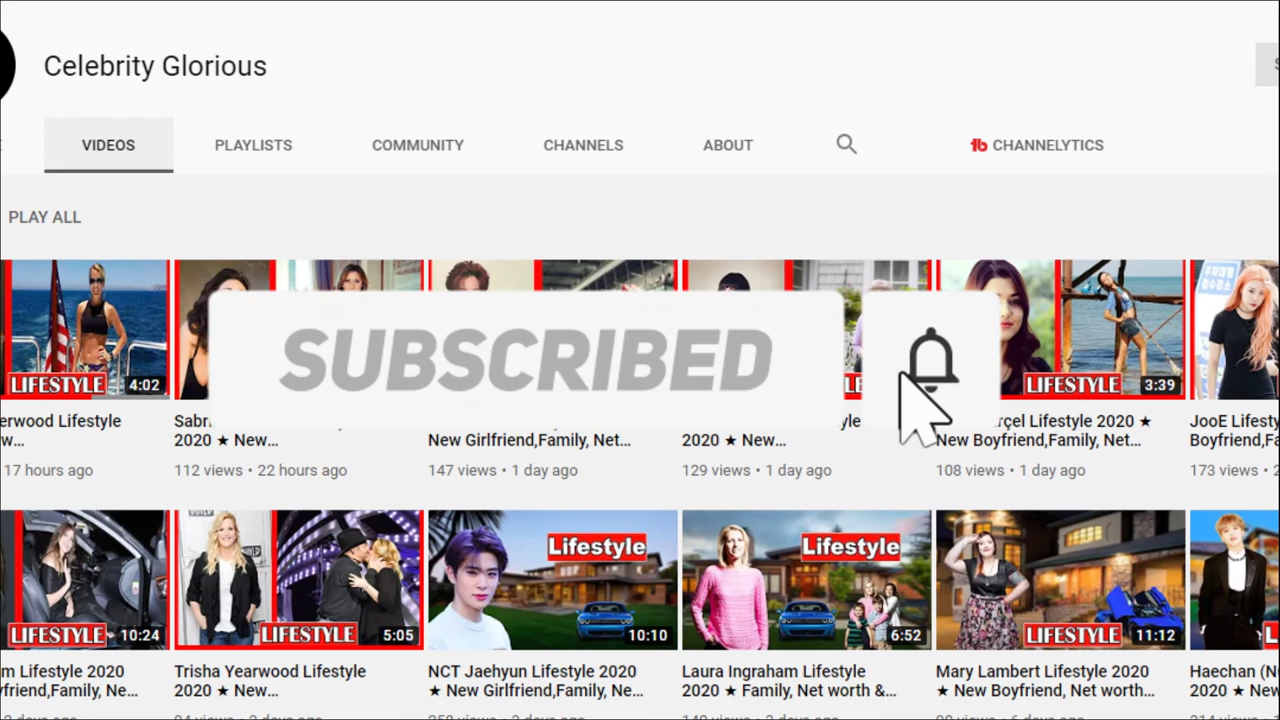 Celebrity Glorious
VIDEOS
PLAYLISTS
COMMUNITY
CHANNELS
ABOUT
CHANNELYTICS
PLAY ALL
SUBSCRIBED
LIFESTYLE
4:02
LIFESTYLE
3:39
erwood Lifestyle
17 hours ago
2020 ★ New...
112 views • 22 hours ago
New Girlfriend,Family, Net...
147 views • 1 day ago
2020 ★ New...
129 views • 1 day ago
rçel Lifestyle 2020 ★
New Boyfriend,Family, Net...
108 views • 1 day ago
JooE Lifesty
Boyfriend,F
173 views •
LIFESTYLE
10:24
LIFESTYLE
5:05
Lifestyle
10:10
Lifestyle
6:52
LIFESTYLE
11:12
m Lifestyle 2020
yfriend,Family, Ne...
Trisha Yearwood Lifestyle
2020 ★ New...
NCT Jaehyun Lifestyle 2020
★ New Girlfriend,Family, Ne...
Laura Ingraham Lifestyle
2020 ★ Family, Net worth &...
Mary Lambert Lifestyle 2020
★ New Boyfriend, Net worth...
Haechan (N
2020 ★ New